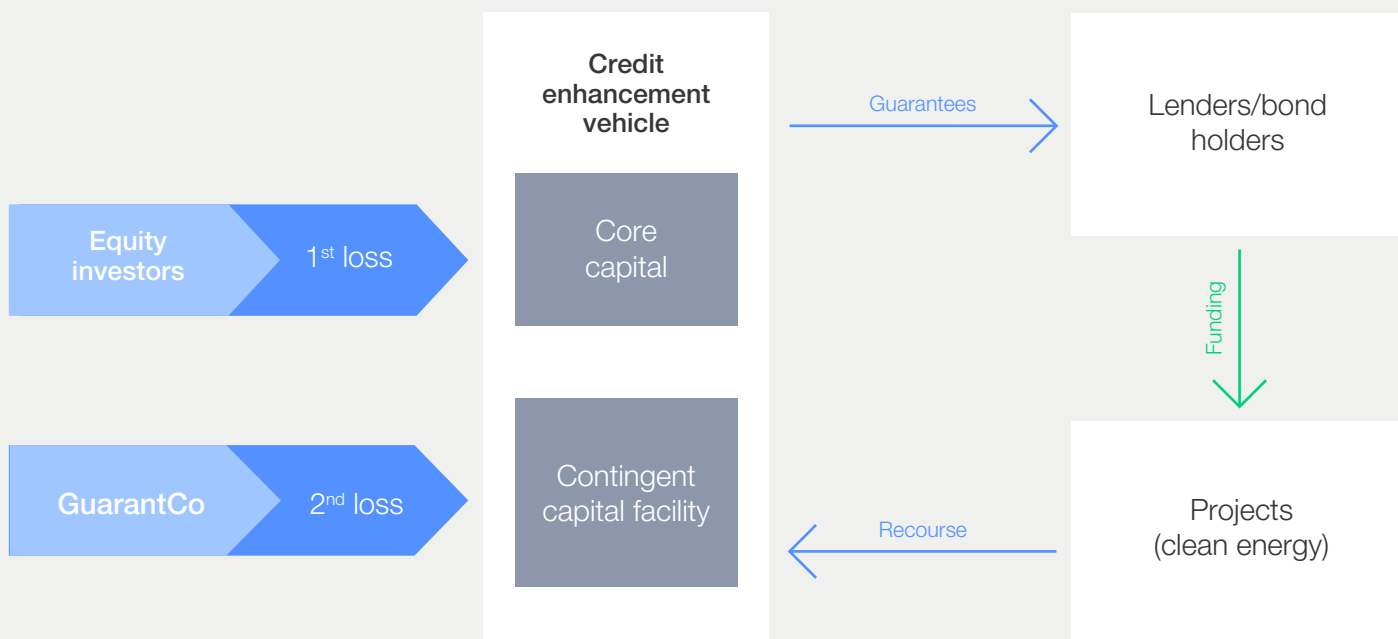 Credit
enhancement
vehicle
Guarantees
Lenders/bond
holders
Equity
investors
1st loss
Core
capital
Funding
GuarantCo
2nd loss
Contingent
capital facility
Recourse
Projects
(clean energy)